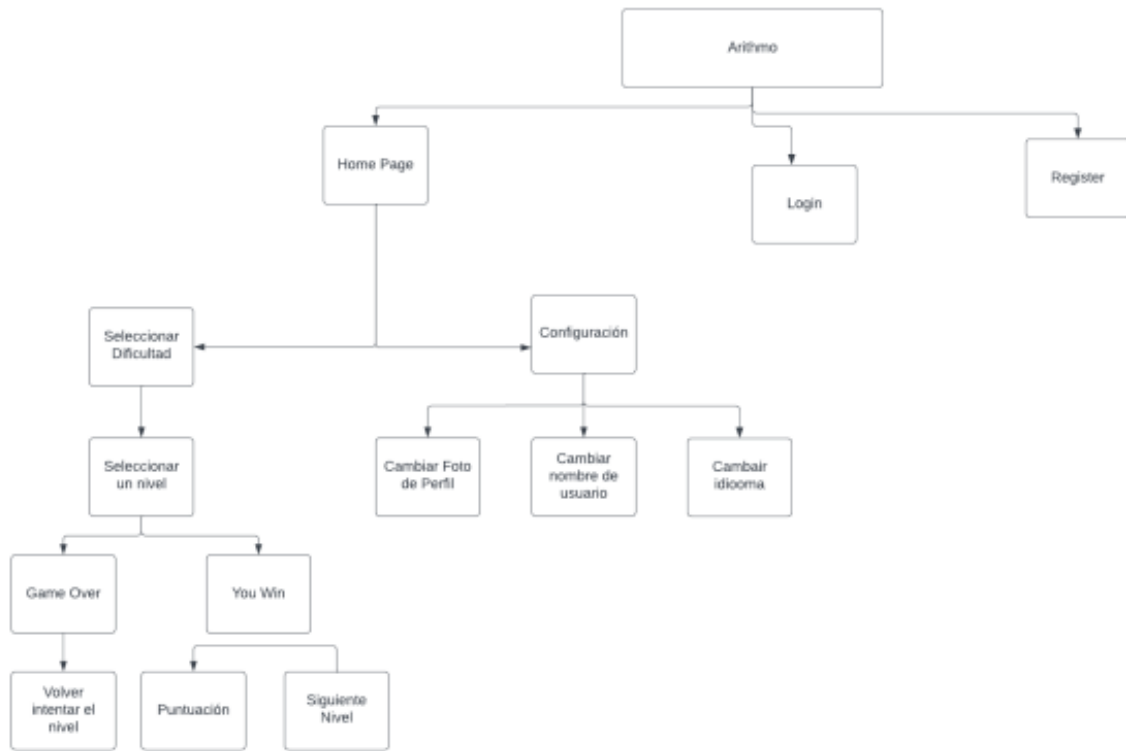 Arithmo
Home Page
Login
Register
Seleccionar
Dificultad
Configuración
Seleccionar
un nivel
Cambiar Foto
de Perfil
Cambiar
nombre de
usuario
Cambair
idiooma
Game Over
You Win
Volver
intentar el
nivel
Puntuación
Siguiente
Nivel